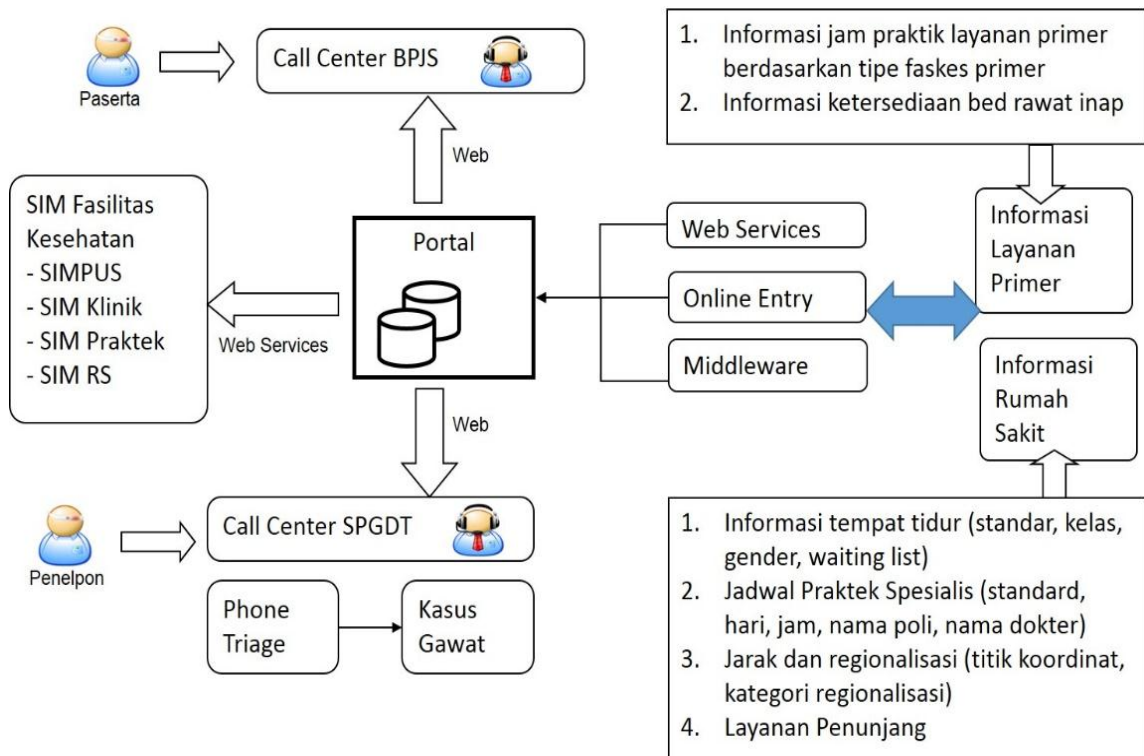 Paserta
Call Center BPJS
Web
1. Informasi jam praktik layanan primer
berdasarkan tipe faskes primer
2. Informasi ketersediaan bed rawat inap
SIM Fasilitas
Kesehatan
- SIMPUS
- SIM Klinik
- SIM Praktek
- SIM RS
Web Services
Portal
Web Services
Online Entry
Middleware
Informasi
Layanan
Primer
Informasi
Rumah
Sakit
Web
Penelpon
Call Center SPGDT
Phone
Triage
Kasus
Gawat
1. Informasi tempat tidur (standar, kelas,
gender, waiting list)
2. Jadwal Praktek Spesialis (standard,
hari, jam, nama poli, nama dokter)
3. Jarak dan regionalisasi (titik koordinat,
kategori regionalisasi)
4. Layanan Penunjang